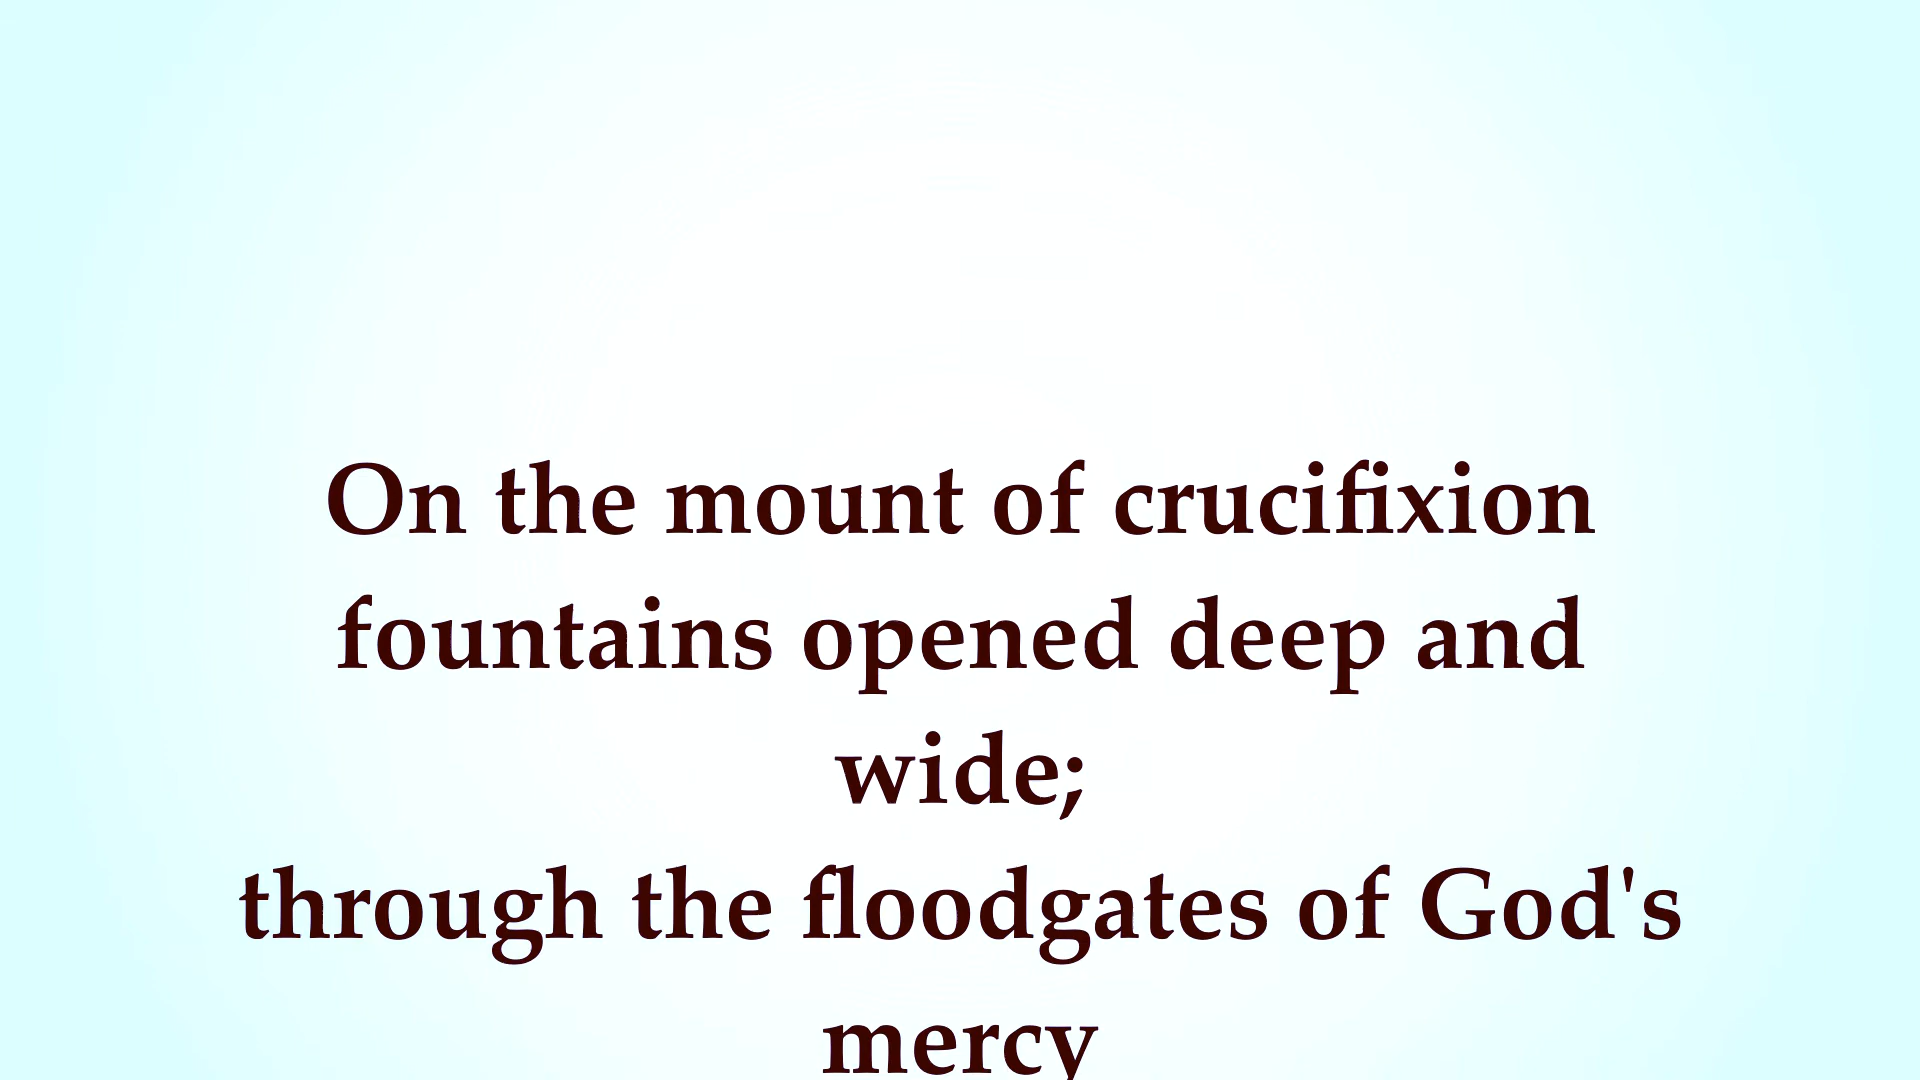 On the mount of crucifixion
fountains opened deep and
wide;
through the floodgates of God's
mercy